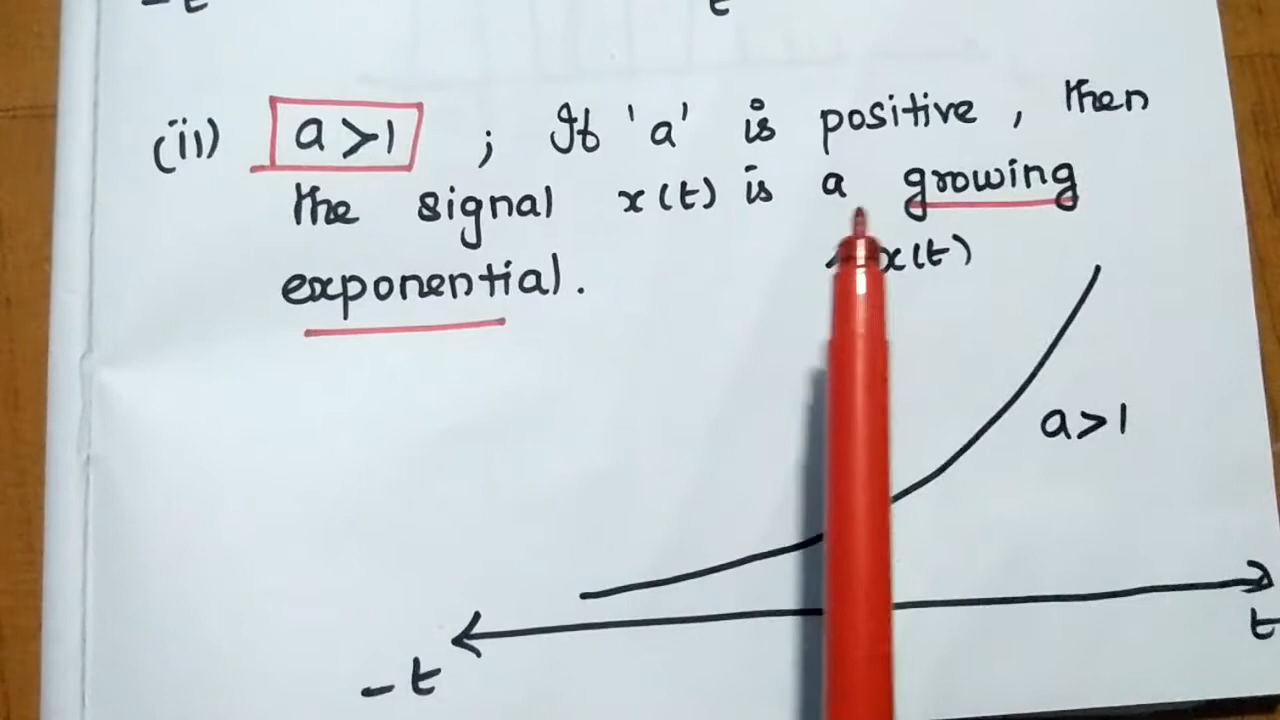 -t t
(ii) a>1 ; If 'a' is positive, then
the signal x(t) is a growing
exponential.
x(t)
a>1
t
-t